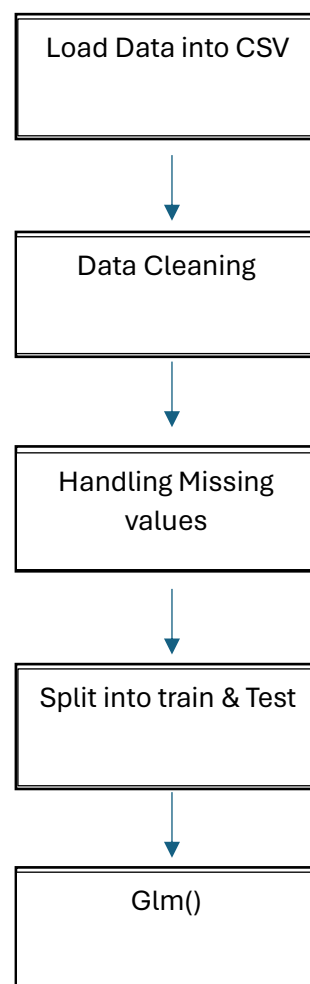 Load Data into CSV
Data Cleaning
Handling Missing
values
Split into train & Test
Glm()